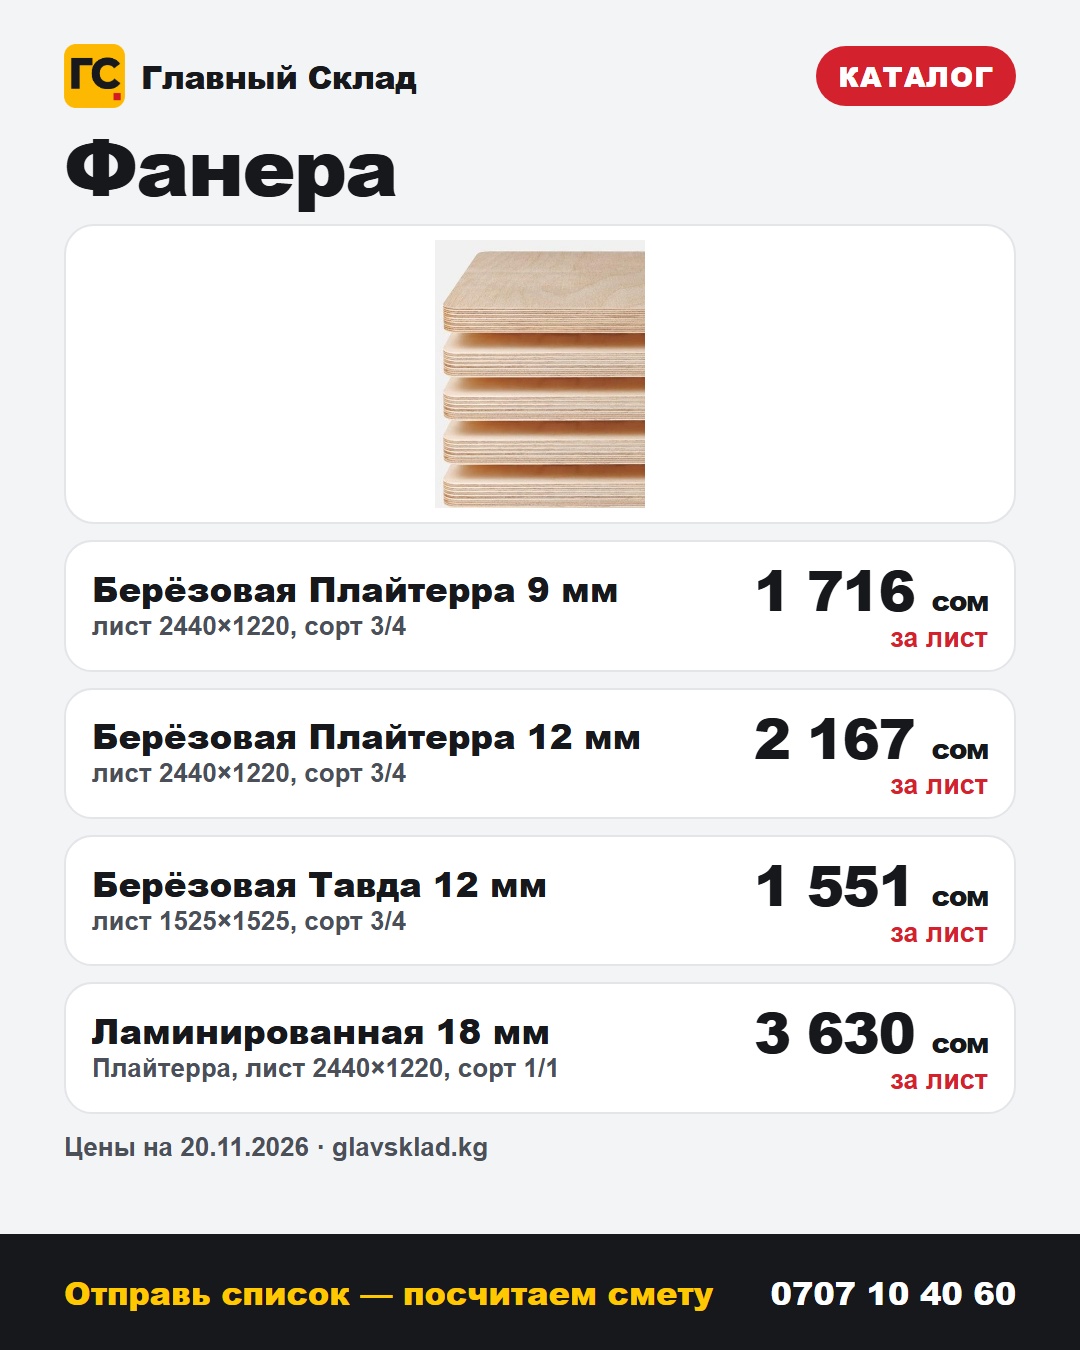 ГС Главный Склад
КАТАЛОГ
Фанера
Берёзовая Плайтерра 9 мм
лист 2440×1220, сорт 3/4
1 716 сом
за лист
Берёзовая Плайтерра 12 мм
лист 2440×1220, сорт 3/4
2 167 сом
за лист
Берёзовая Тавда 12 мм
лист 1525×1525, сорт 3/4
1 551 сом
за лист
Ламинированная 18 мм
Плайтерра, лист 2440×1220, сорт 1/1
3 630 сом
за лист
Цены на 20.11.2026 · glavsklad.kg
Отправь список — посчитаем смету
0707 10 40 60